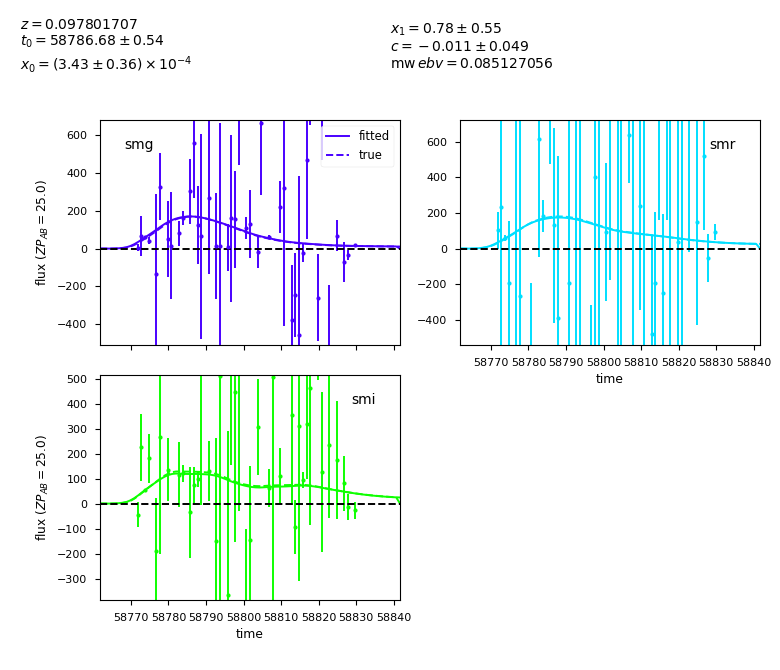 z = 0.097801707
t₀ = 58786.68 ± 0.54
x₀ = (3.43 ± 0.36) × 10⁻⁴
x₁ = 0.78 ± 0.55
c = −0.011 ± 0.049
mw ebv = 0.085127056
600
400
200
0
−200
−400
flux (ZP_AB = 25.0)
smg
fitted
true
600
400
200
0
−200
−400
smr
58770 58780 58790 58800 58810 58820 58830 58840
time
500
400
300
200
100
0
−100
−200
−300
flux (ZP_AB = 25.0)
smi
58770 58780 58790 58800 58810 58820 58830 58840
time